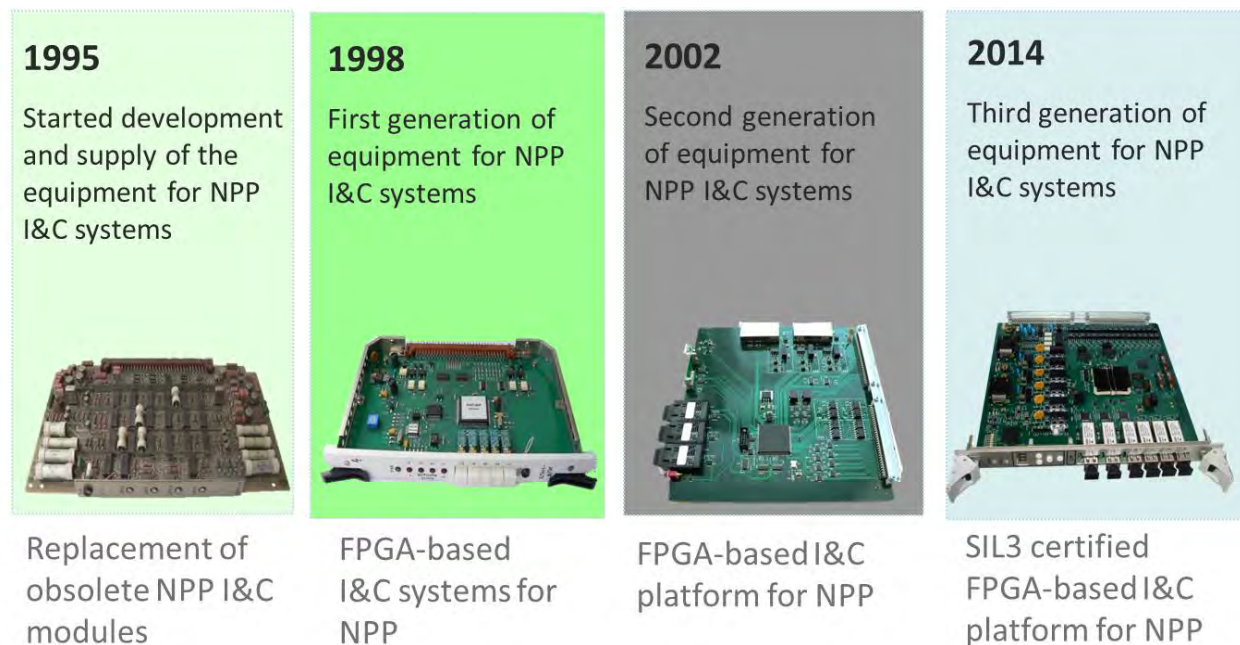 1995
Started development
and supply of the
equipment for NPP
I&C systems
Replacement of
obsolete NPP I&C
modules
1998
First generation of
equipment for NPP
I&C systems
FPGA-based
I&C systems for
NPP
2002
Second generation
of equipment for
NPP I&C systems
FPGA-based I&C
platform for NPP
2014
Third generation of
equipment for NPP
I&C systems
SIL3 certified
FPGA-based I&C
platform for NPP